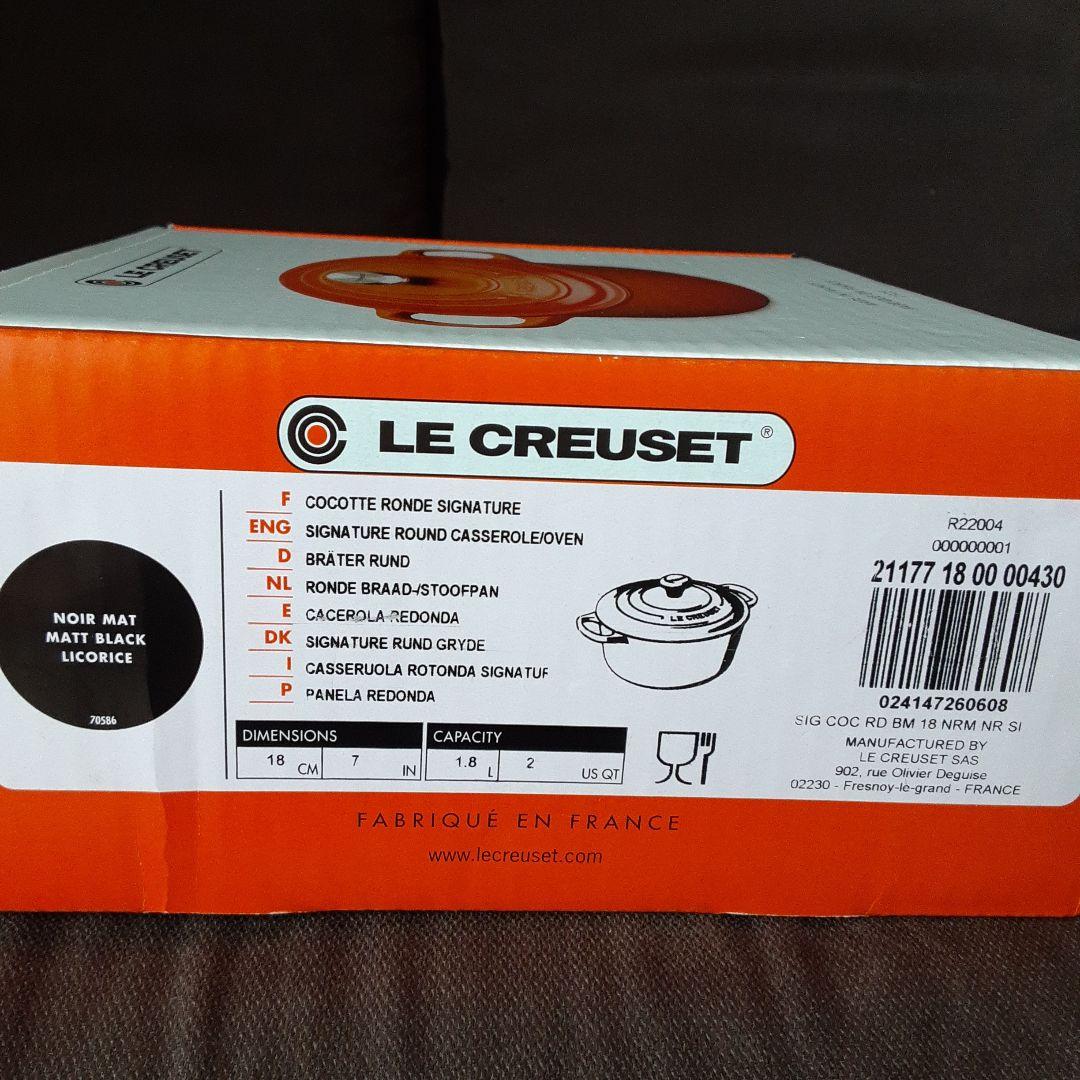 LE CREUSET
LE CREUSET ®
F COCOTTE RONDE SIGNATURE
ENG SIGNATURE ROUND CASSEROLE/OVEN
D BRÄTER RUND
NL RONDE BRAAD-/STOOFPAN
E CACEROLA REDONDA
DK SIGNATURE RUND GRYDE
I CASSERUOLA ROTONDA SIGNATUR
P PANELA REDONDA
NOIR MAT
MATT BLACK
LICORICE
70586
LE CREUSET
DIMENSIONS
18 CM 7 IN
CAPACITY
1.8 L 2 US QT
R22004
000000001
21177 18 00 00430
024147260608
SIG COC RD BM 18 NRM NR SI
MANUFACTURED BY
LE CREUSET SAS
902, rue Olivier Deguise
02230 - Fresnoy-le-grand - FRANCE
FABRIQUÉ EN FRANCE
www.lecreuset.com